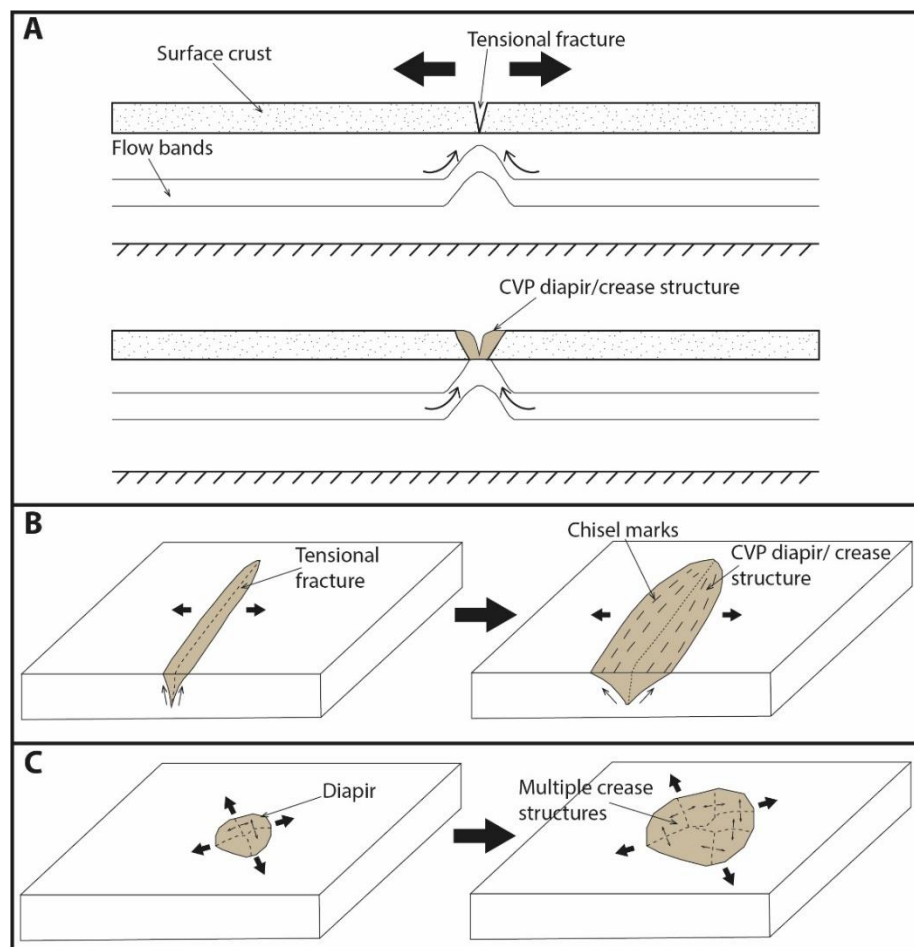 A
Tensional fracture
Surface crust
Flow bands
CVP diapir/crease structure
B
Tensional
fracture
Chisel marks
CVP diapir/ crease
structure
C
Diapir
Multiple crease
structures